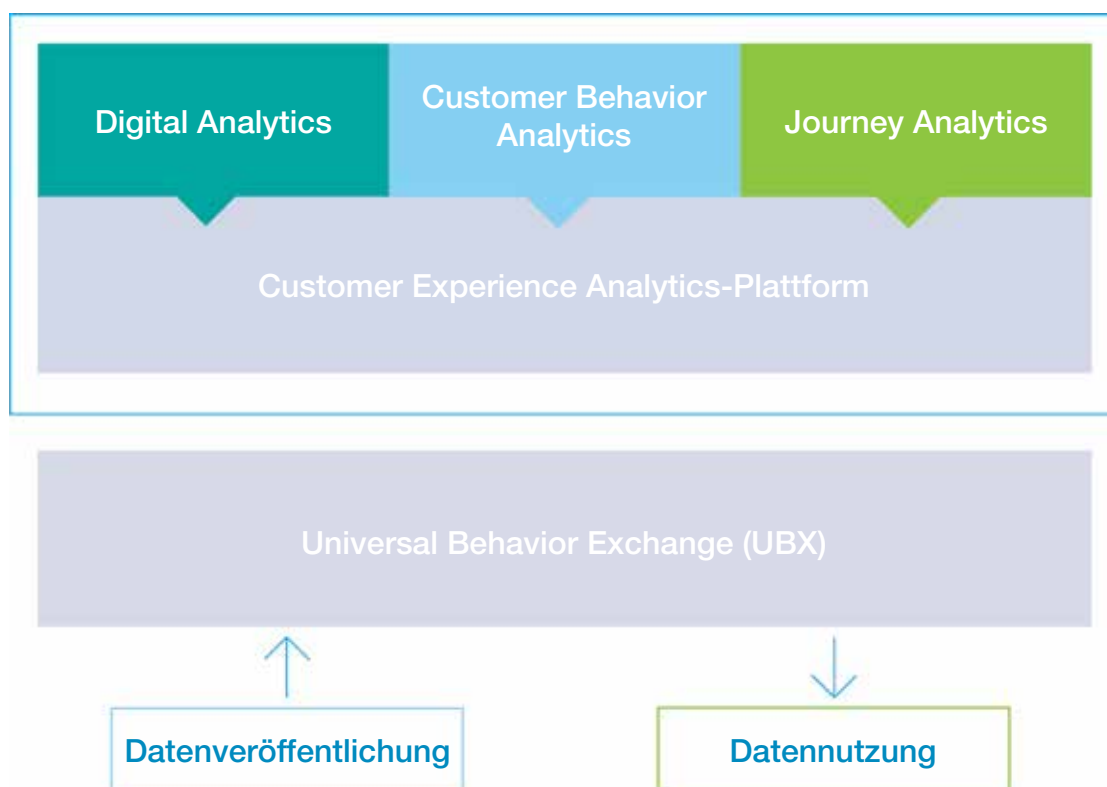 Digital Analytics
Customer Behavior
Analytics
Journey Analytics
Customer Experience Analytics-Plattform
Universal Behavior Exchange (UBX)
Datenveröffentlichung
Datennutzung